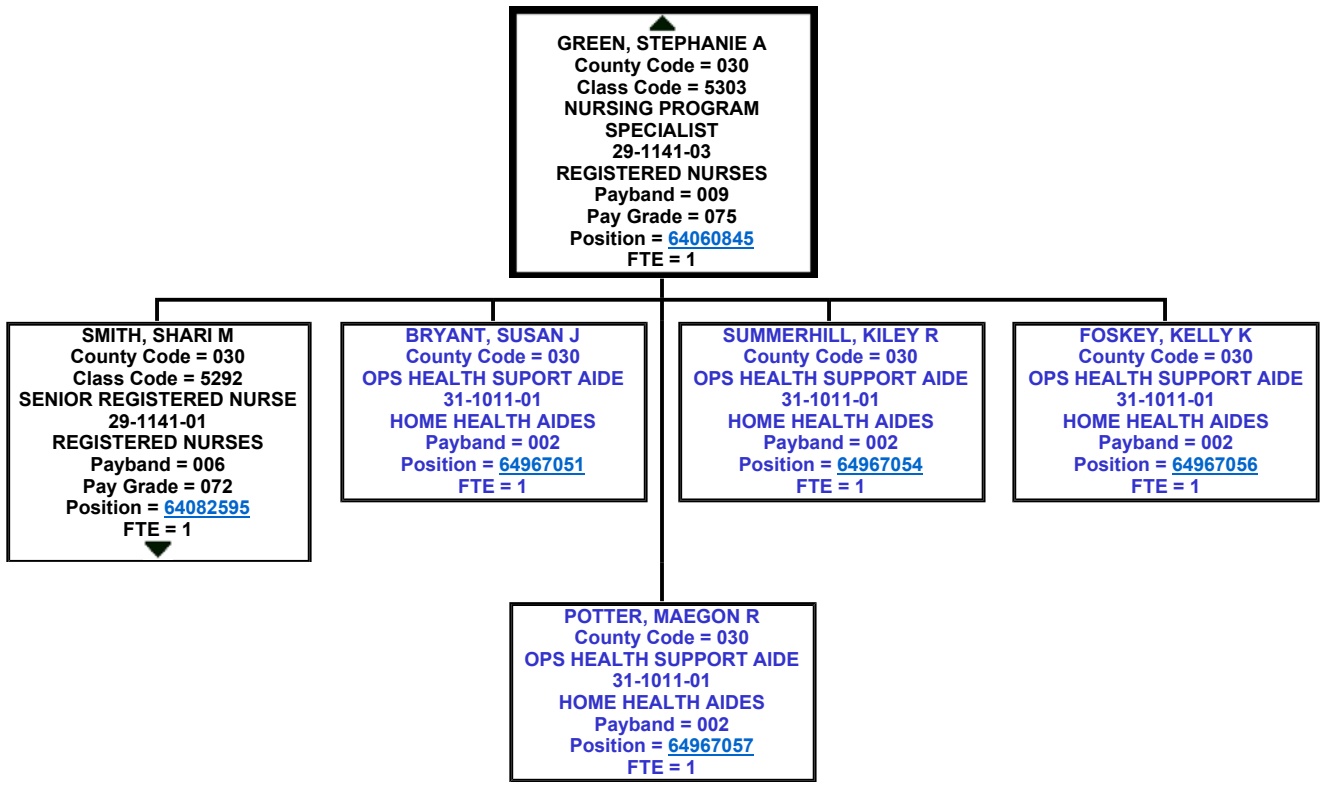 GREEN, STEPHANIE A
County Code = 030
Class Code = 5303
NURSING PROGRAM
SPECIALIST
29-1141-03
REGISTERED NURSES
Payband = 009
Pay Grade = 075
Position = 64060845
FTE = 1
SMITH, SHARI M
County Code = 030
Class Code = 5292
SENIOR REGISTERED NURSE
29-1141-01
REGISTERED NURSES
Payband = 006
Pay Grade = 072
Position = 64082595
FTE = 1
BRYANT, SUSAN J
County Code = 030
OPS HEALTH SUPORT AIDE
31-1011-01
HOME HEALTH AIDES
Payband = 002
Position = 64967051
FTE = 1
SUMMERHILL, KILEY R
County Code = 030
OPS HEALTH SUPPORT AIDE
31-1011-01
HOME HEALTH AIDES
Payband = 002
Position = 64967054
FTE = 1
FOSKEY, KELLY K
County Code = 030
OPS HEALTH SUPPORT AIDE
31-1011-01
HOME HEALTH AIDES
Payband = 002
Position = 64967056
FTE = 1
POTTER, MAEGON R
County Code = 030
OPS HEALTH SUPPORT AIDE
31-1011-01
HOME HEALTH AIDES
Payband = 002
Position = 64967057
FTE = 1